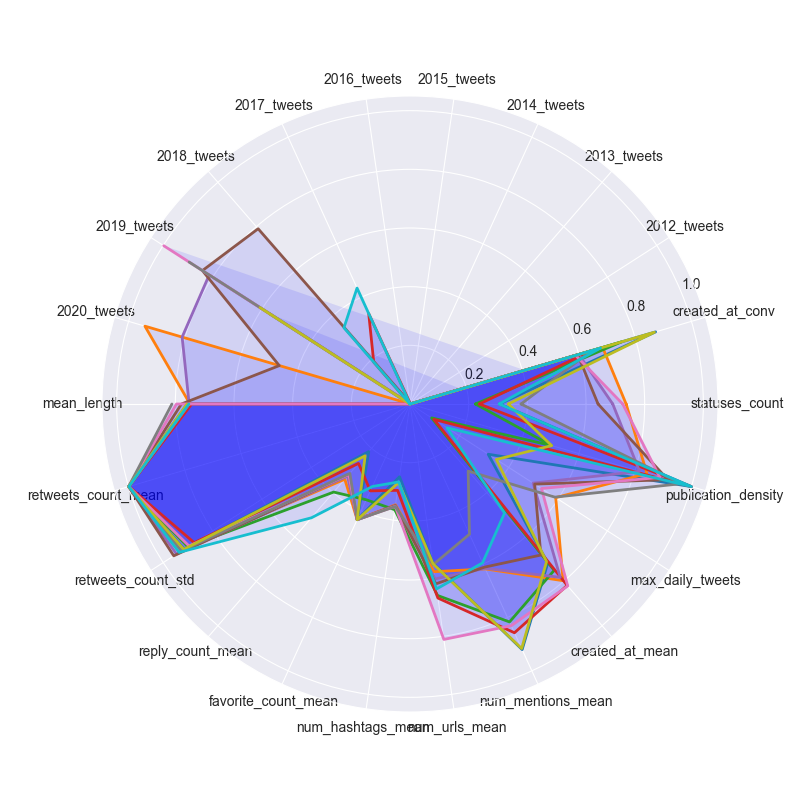 2016_tweets 2015_tweets
2017_tweets 2014_tweets
2018_tweets 2013_tweets
2019_tweets 2012_tweets
1.0
0.8
2020_tweets created_at_conv
0.6
0.4
0.2
mean_length statuses_count
retweets_count_mean publication_density
retweets_count_std max_daily_tweets
reply_count_mean created_at_mean
favorite_count_mean num_mentions_mean
num_hashtags_mean num_urls_mean